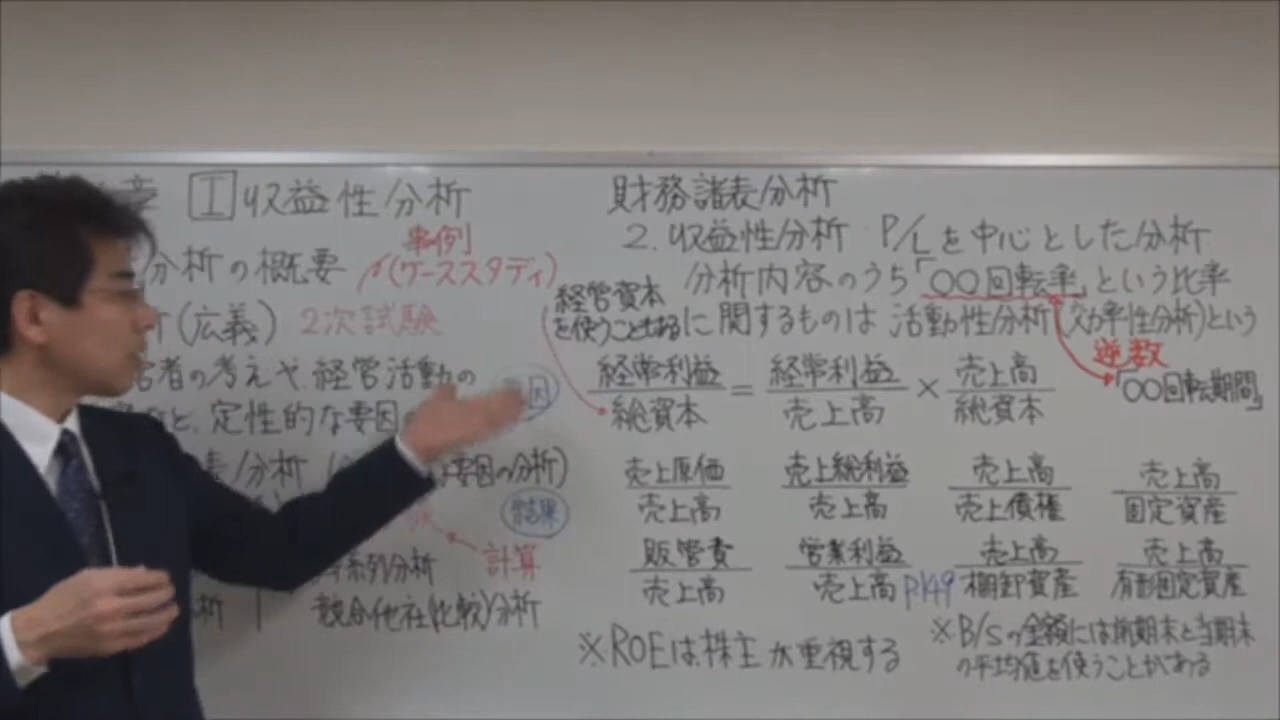 章 Ⅰ 収益性分析
事例
分析の概要 (ケーススタディ)
(広義) 2次試験
者の考えや、経営活動の 因
など、定性的な要因の
分析 要因の分析)
結果
計算
系列分析
析 競合他社(比較)分析
財務諸表分析
2. 収益性分析 P/Lを中心とした分析
分析内容のうち「〇〇回転率」という比率
に関するものは 活動性分析(効率性分析)という
経営資本
を使うこともある
逆数
「〇〇回転期間」
経常利益 = 経常利益 × 売上高
総資本 売上高 総資本
売上原価 売上総利益 売上高 売上高
売上高 売上高 売上債権 固定資産
販管費 営業利益 売上高 売上高
売上高 売上高 P149 棚卸資産 有形固定資産
※ROEは株主が重視する
※B/Sの金額には前期末と当期末
の平均値を使うことがある